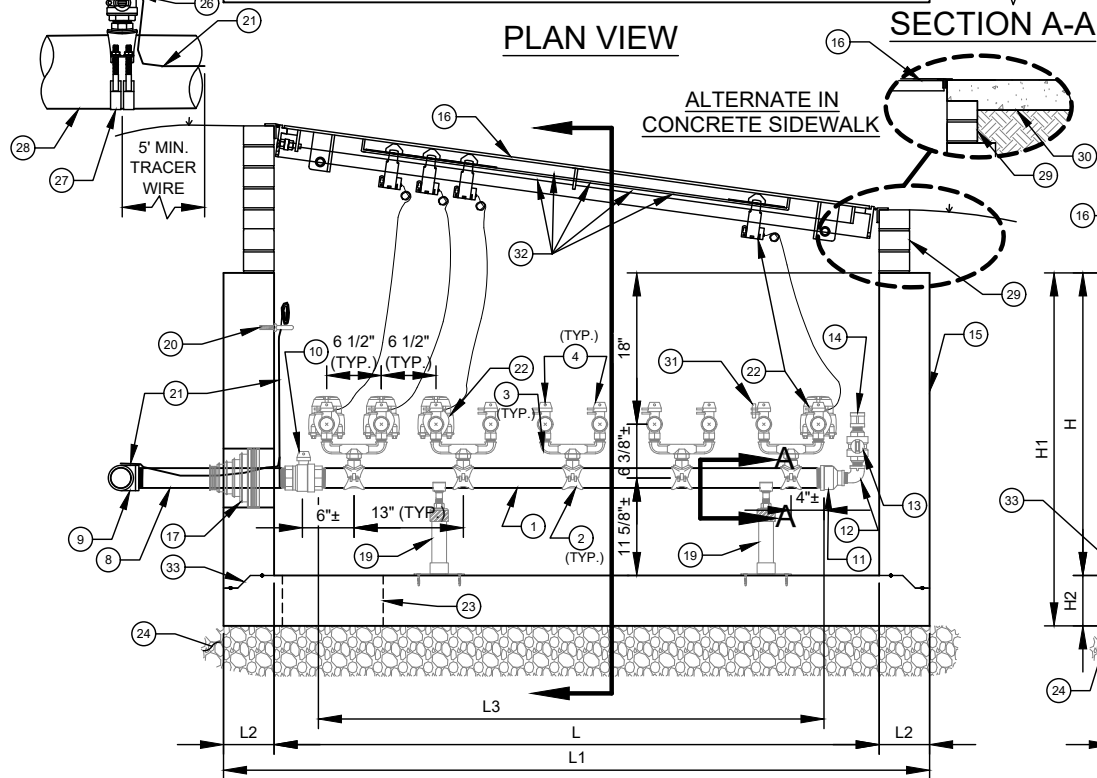 26
21
PLAN VIEW
SECTION A-A
16
16
ALTERNATE IN
CONCRETE SIDEWALK
28
27
5' MIN.
TRACER
WIRE
30
29
16
32
29
20
10
6 1/2"
(TYP.)
6 1/2"
(TYP.)
22
(TYP.)
4
18"
31
22
14
15
21
3
(TYP.)
6 3/8"±
H1
H
A
A
4"±
33
9
8
17
6"±
13" (TYP.)
1
2
(TYP.)
11 5/8"±
11
12
13
33
19
19
23
H2
24
24
L3
L2
L
L2
L1